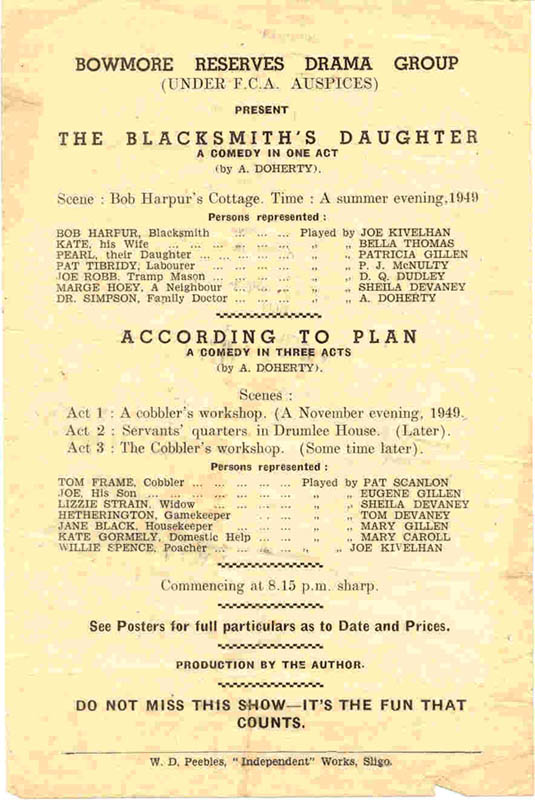 BOWMORE RESERVES DRAMA GROUP
(UNDER F.C.A. AUSPICES)
PRESENT
THE BLACKSMITH'S DAUGHTER
A COMEDY IN ONE ACT
(by A. DOHERTY).
Scene : Bob Harpur's Cottage. Time : A summer evening,1949
Persons represented :
BOB HARPUR, Blacksmith ... ... ... Played by JOE KIVELHAN
KATE, his Wife ... ... ... ... ... ... „ „ BELLA THOMAS
PEARL, their Daughter ... ... ... ... ... „ „ PATRICIA GILLEN
PAT TIBRIDY, Labourer ... ... ... ... „ „ P. J. McNULTY
JOE ROBB, Tramp Mason ... ... ... ... „ „ D. Q. DUDLEY
MARGE HOEY, A Neighbour ... ... ... „ „ SHEILA DEVANEY
DR. SIMPSON, Family Doctor ... ... ... „ „ A. DOHERTY
ACCORDING TO PLAN
A COMEDY IN THREE ACTS
(by A. DOHERTY).
Scenes :
Act 1 : A cobbler's workshop. (A November evening, 1949.
Act 2 : Servants' quarters in Drumlee House. (Later).
Act 3 : The Cobbler's workshop. (Some time later).
Persons represented :
TOM FRAME, Cobbler ... ... ... ... ... Played by PAT SCANLON
JOE, His Son ... ... ... ... ... ... ... „ „ EUGENE GILLEN
LIZZIE STRAIN, Widow ... ... ... ... „ „ SHEILA DEVANEY
HETHERINGTON, Gamekeeper ... ... „ „ TOM DEVANEY
JANE BLACK, Housekeeper ... ... ... „ „ MARY GILLEN
KATE GORMELY, Domestic Help ... ... ... „ „ MARY CAROLL
WILLIE SPENCE, Poacher ... ... ... ... „ „ JOE KIVELHAN
Commencing at 8.15 p.m. sharp.
See Posters for full particulars as to Date and Prices.
PRODUCTION BY THE AUTHOR.
DO NOT MISS THIS SHOW—IT'S THE FUN THAT
COUNTS.
W. D. Peebles, "Independent" Works, Sligo.